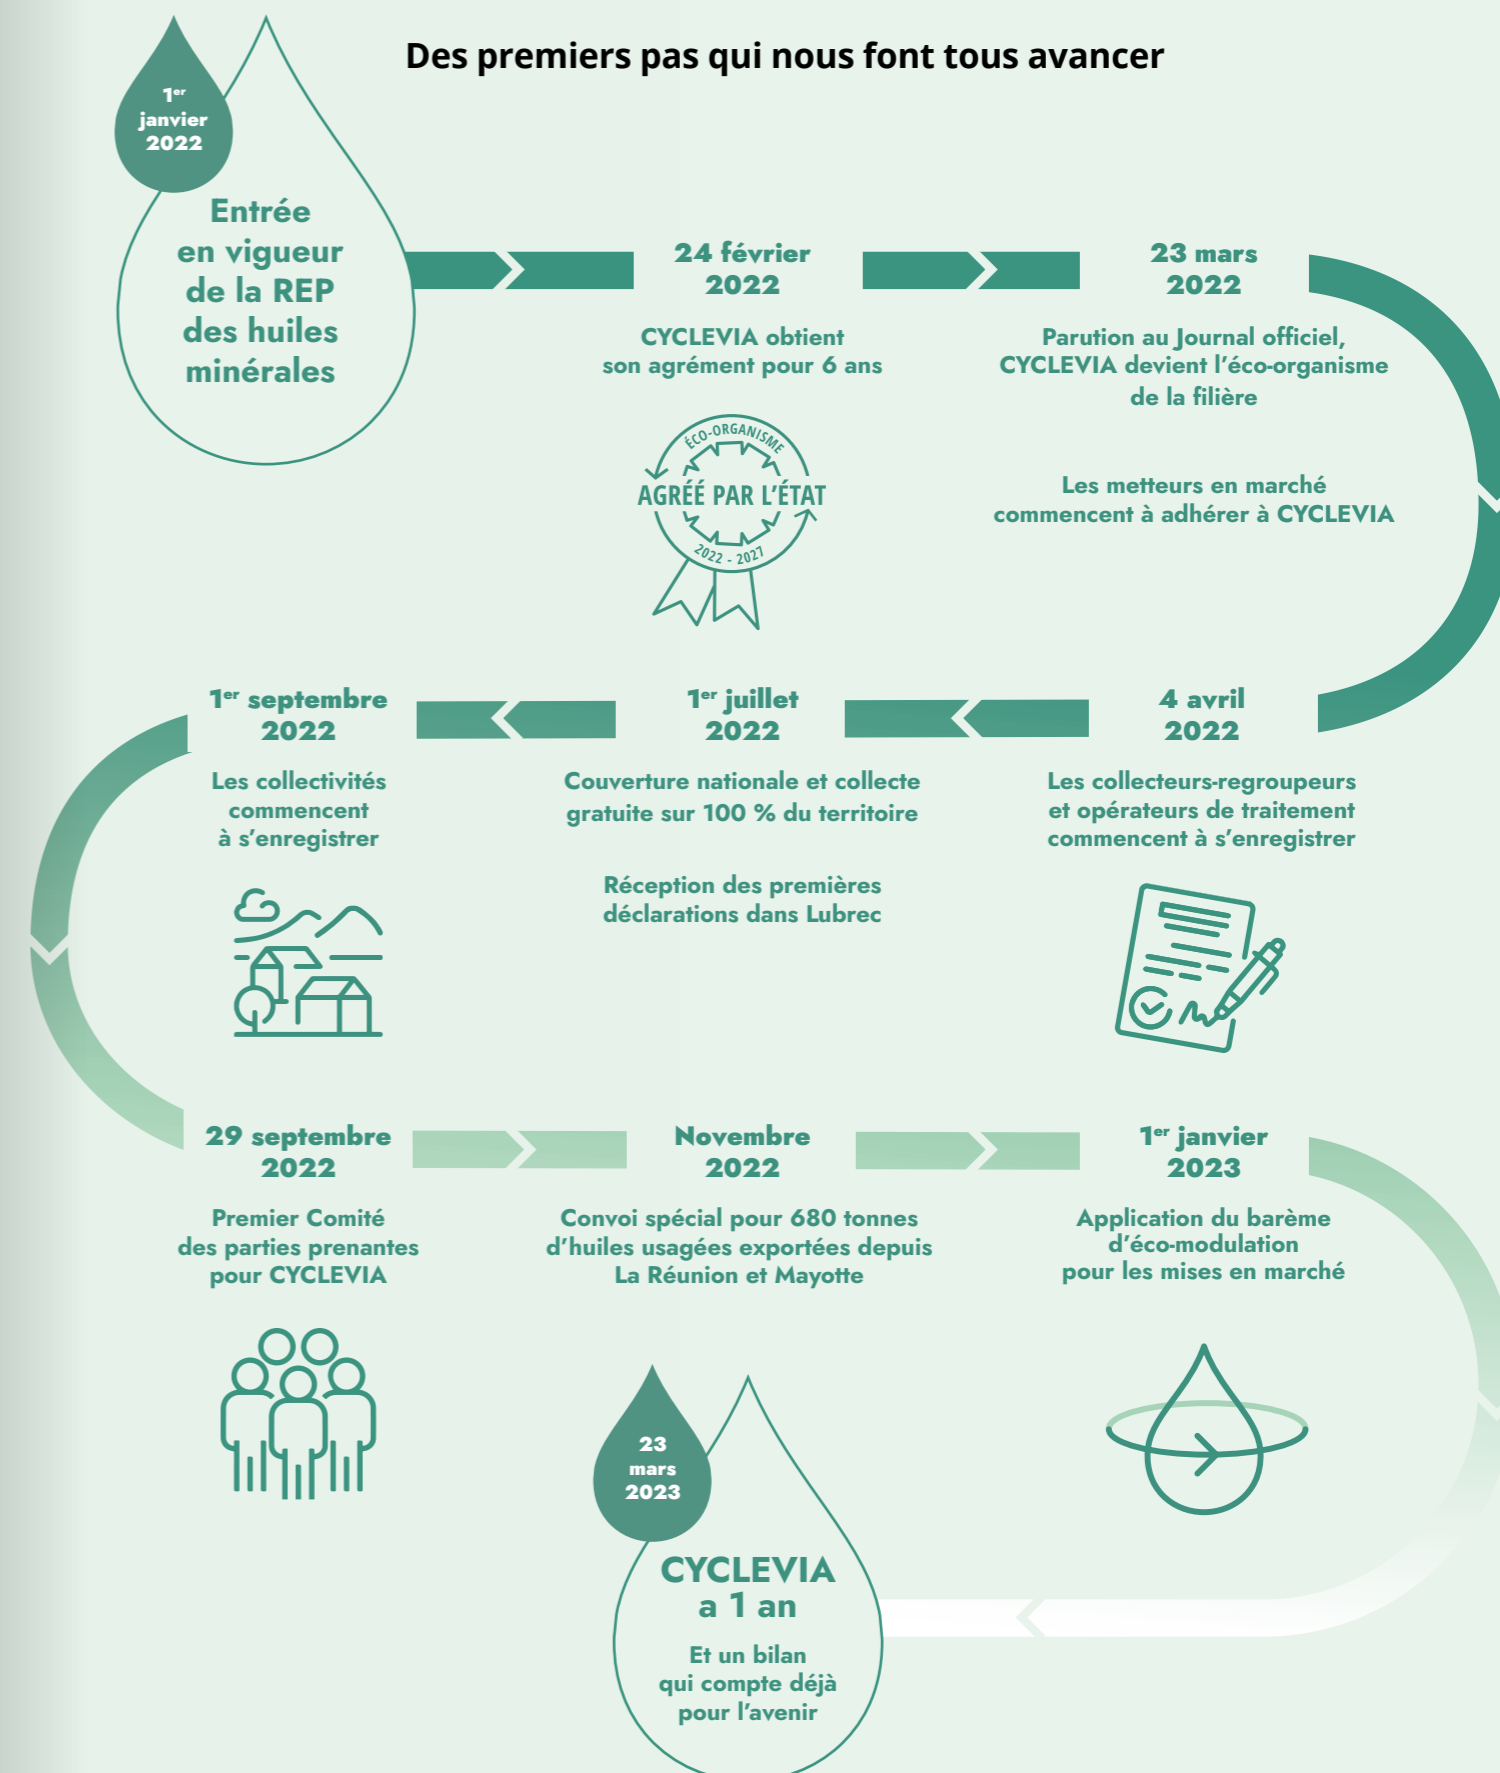 Des premiers pas qui nous font tous avancer
1er
janvier
2022
Entrée
en vigueur
de la REP
des huiles
minérales
24 février
2022
CYCLEVIA obtient
son agrément pour 6 ans
ÉCO-ORGANISME
AGRÉÉ PAR L’ÉTAT
2022 - 2027
23 mars
2022
Parution au Journal officiel,
CYCLEVIA devient l’éco-organisme
de la filière
Les metteurs en marché
commencent à adhérer à CYCLEVIA
4 avril
2022
Les collecteurs-regroupeurs
et opérateurs de traitement
commencent à s’enregistrer
1er juillet
2022
Couverture nationale et collecte
gratuite sur 100 % du territoire
Réception des premières
déclarations dans Lubrec
1er septembre
2022
Les collectivités
commencent
à s’enregistrer
29 septembre
2022
Premier Comité
des parties prenantes
pour CYCLEVIA
Novembre
2022
Convoi spécial pour 680 tonnes
d’huiles usagées exportées depuis
La Réunion et Mayotte
1er janvier
2023
Application du barème
d’éco-modulation
pour les mises en marché
23
mars
2023
CYCLEVIA
a 1 an
Et un bilan
qui compte déjà
pour l’avenir